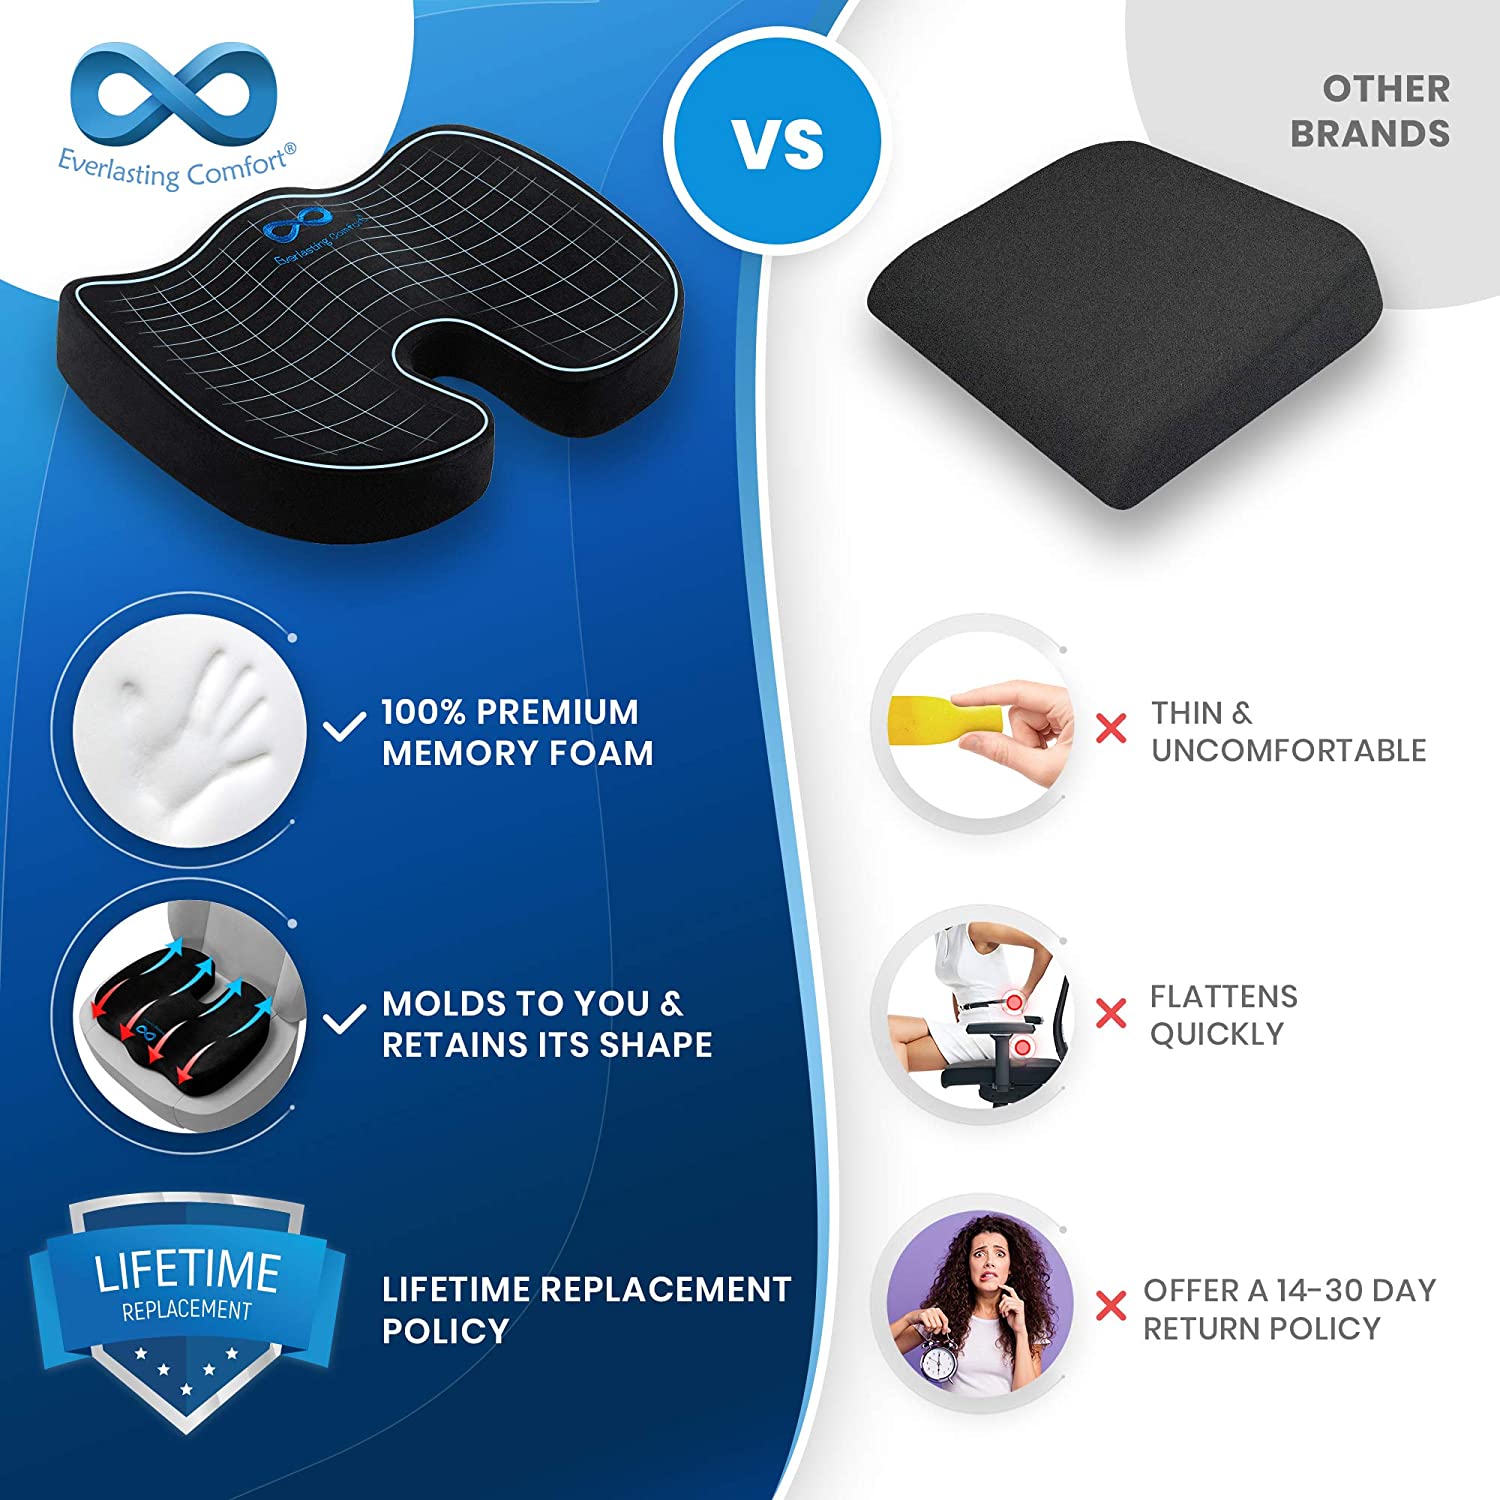 Everlasting Comfort®
Everlasting Comfort
VS
OTHER
BRANDS
100% PREMIUM
MEMORY FOAM
THIN &
UNCOMFORTABLE
MOLDS TO YOU &
RETAINS ITS SHAPE
FLATTENS
QUICKLY
LIFETIME
REPLACEMENT
LIFETIME REPLACEMENT
POLICY
OFFER A 14-30 DAY
RETURN POLICY